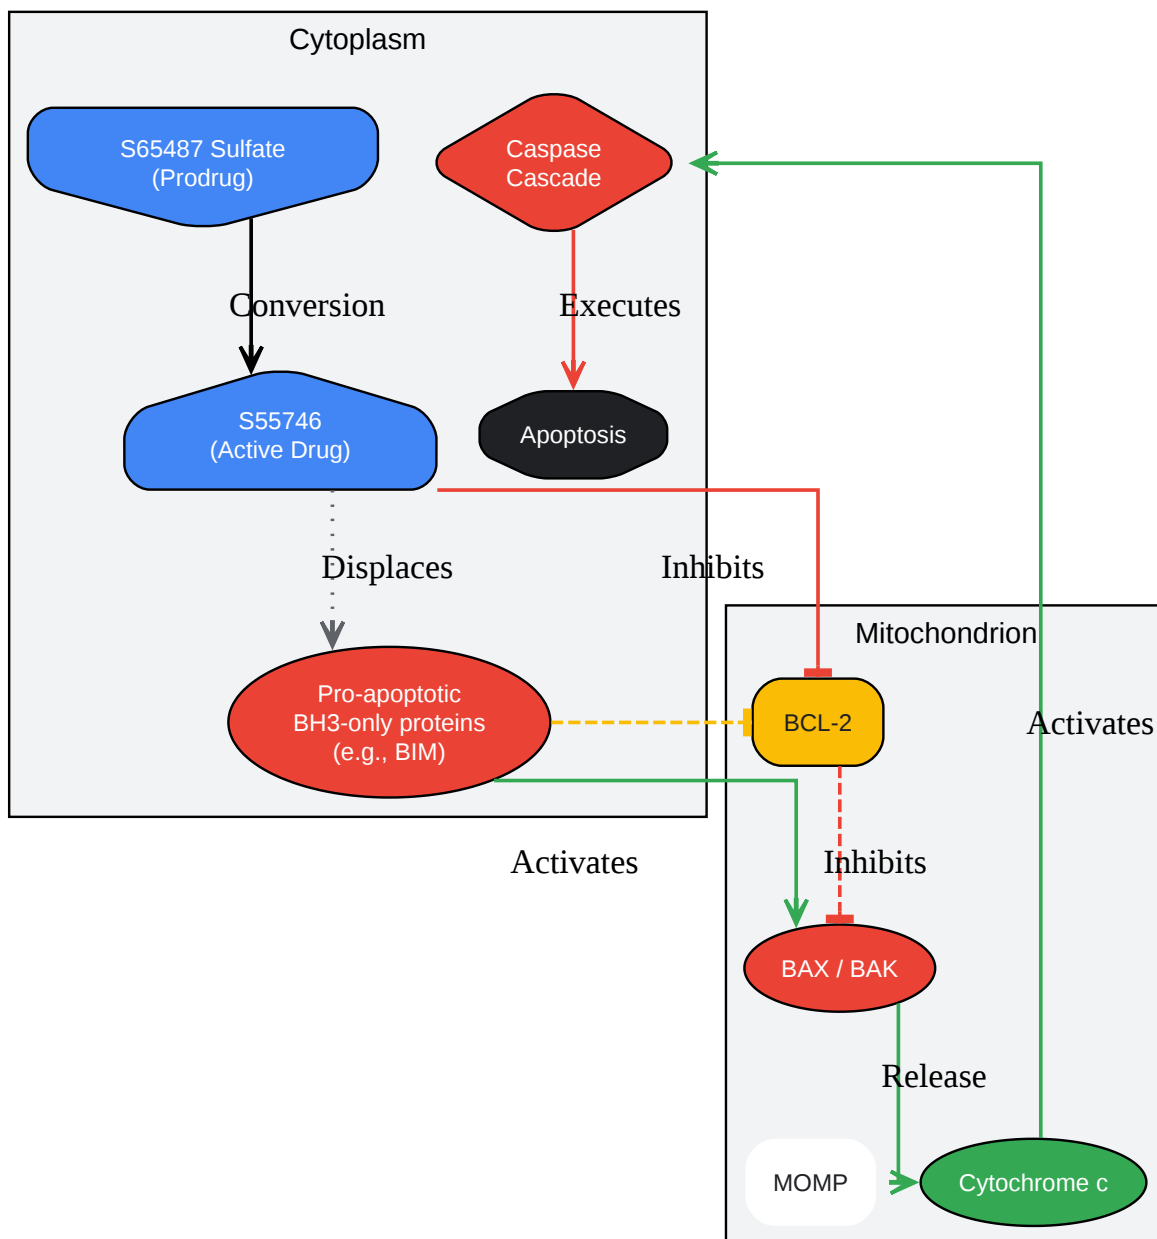 Cytoplasm
S65487 Sulfate
(Prodrug)
Caspase
Cascade
Conversion
Executes
S55746
(Active Drug)
Apoptosis
Displaces
Inhibits
Mitochondrion
Pro-apoptotic
BH3-only proteins
(e.g., BIM)
BCL-2
Activates
Activates
Inhibits
BAX / BAK
Release
MOMP
Cytochrome c